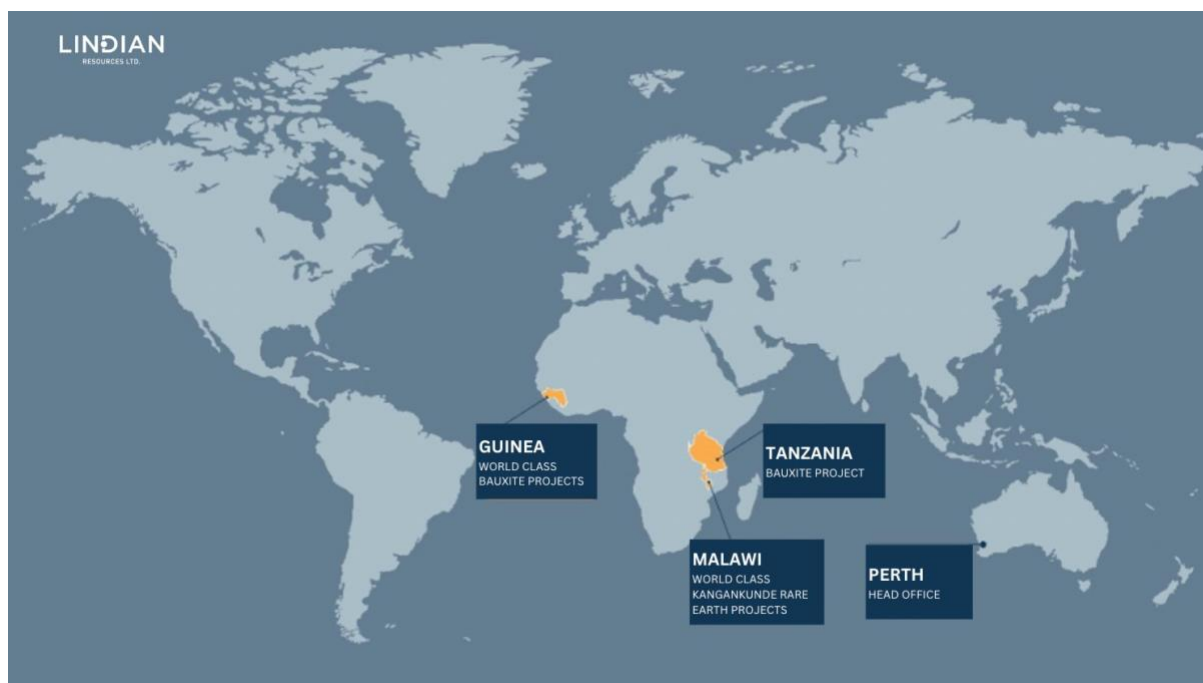 LINDIAN
RESOURCES LTD.
GUINEA
WORLD CLASS
BAUXITE PROJECTS
TANZANIA
BAUXITE PROJECT
MALAWI
WORLD CLASS
KANGANKUNDE RARE
EARTH PROJECTS
PERTH
HEAD OFFICE